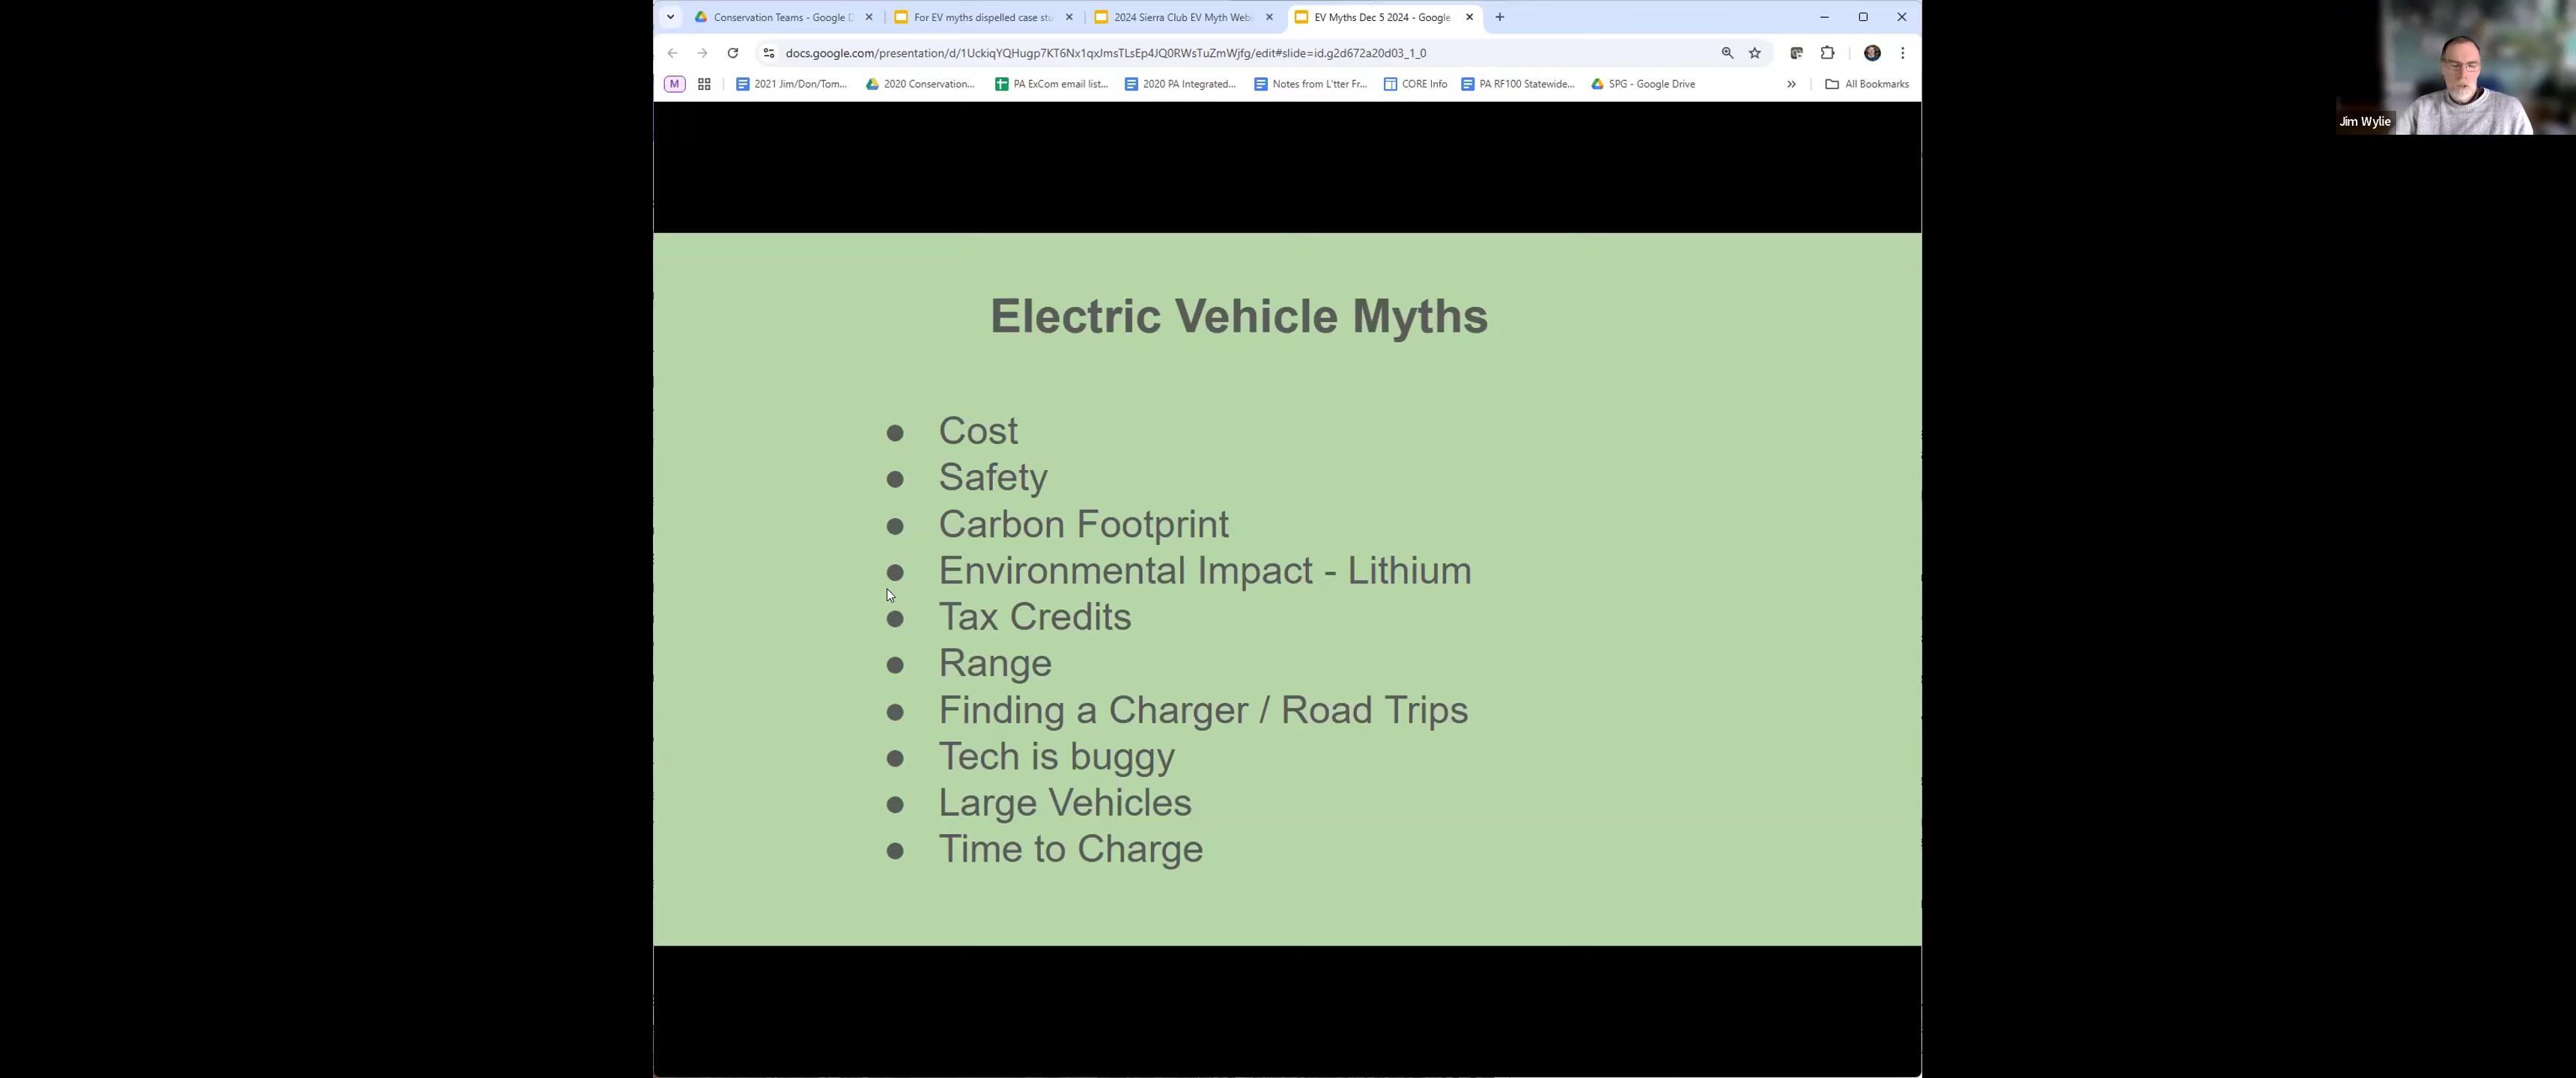 Conservation Teams - Google D
For EV myths dispelled case stu
2024 Sierra Club EV Myth Webi
EV Myths Dec 5 2024 - Google
docs.google.com/presentation/d/1UckiqYQHugp7KT6Nx1qxJmsTLsEp4JQ0RWsTuZmWjfg/edit#slide=id.g2d672a20d03_1_0
M
2021 Jim/Don/Tom...
2020 Conservation...
PA ExCom email list...
2020 PA Integrated...
Notes from L'tter Fr...
CORE Info
PA RF100 Statewide...
SPG - Google Drive
All Bookmarks
Jim Wylie
Electric Vehicle Myths
● Cost
● Safety
● Carbon Footprint
● Environmental Impact - Lithium
● Tax Credits
● Range
● Finding a Charger / Road Trips
● Tech is buggy
● Large Vehicles
● Time to Charge